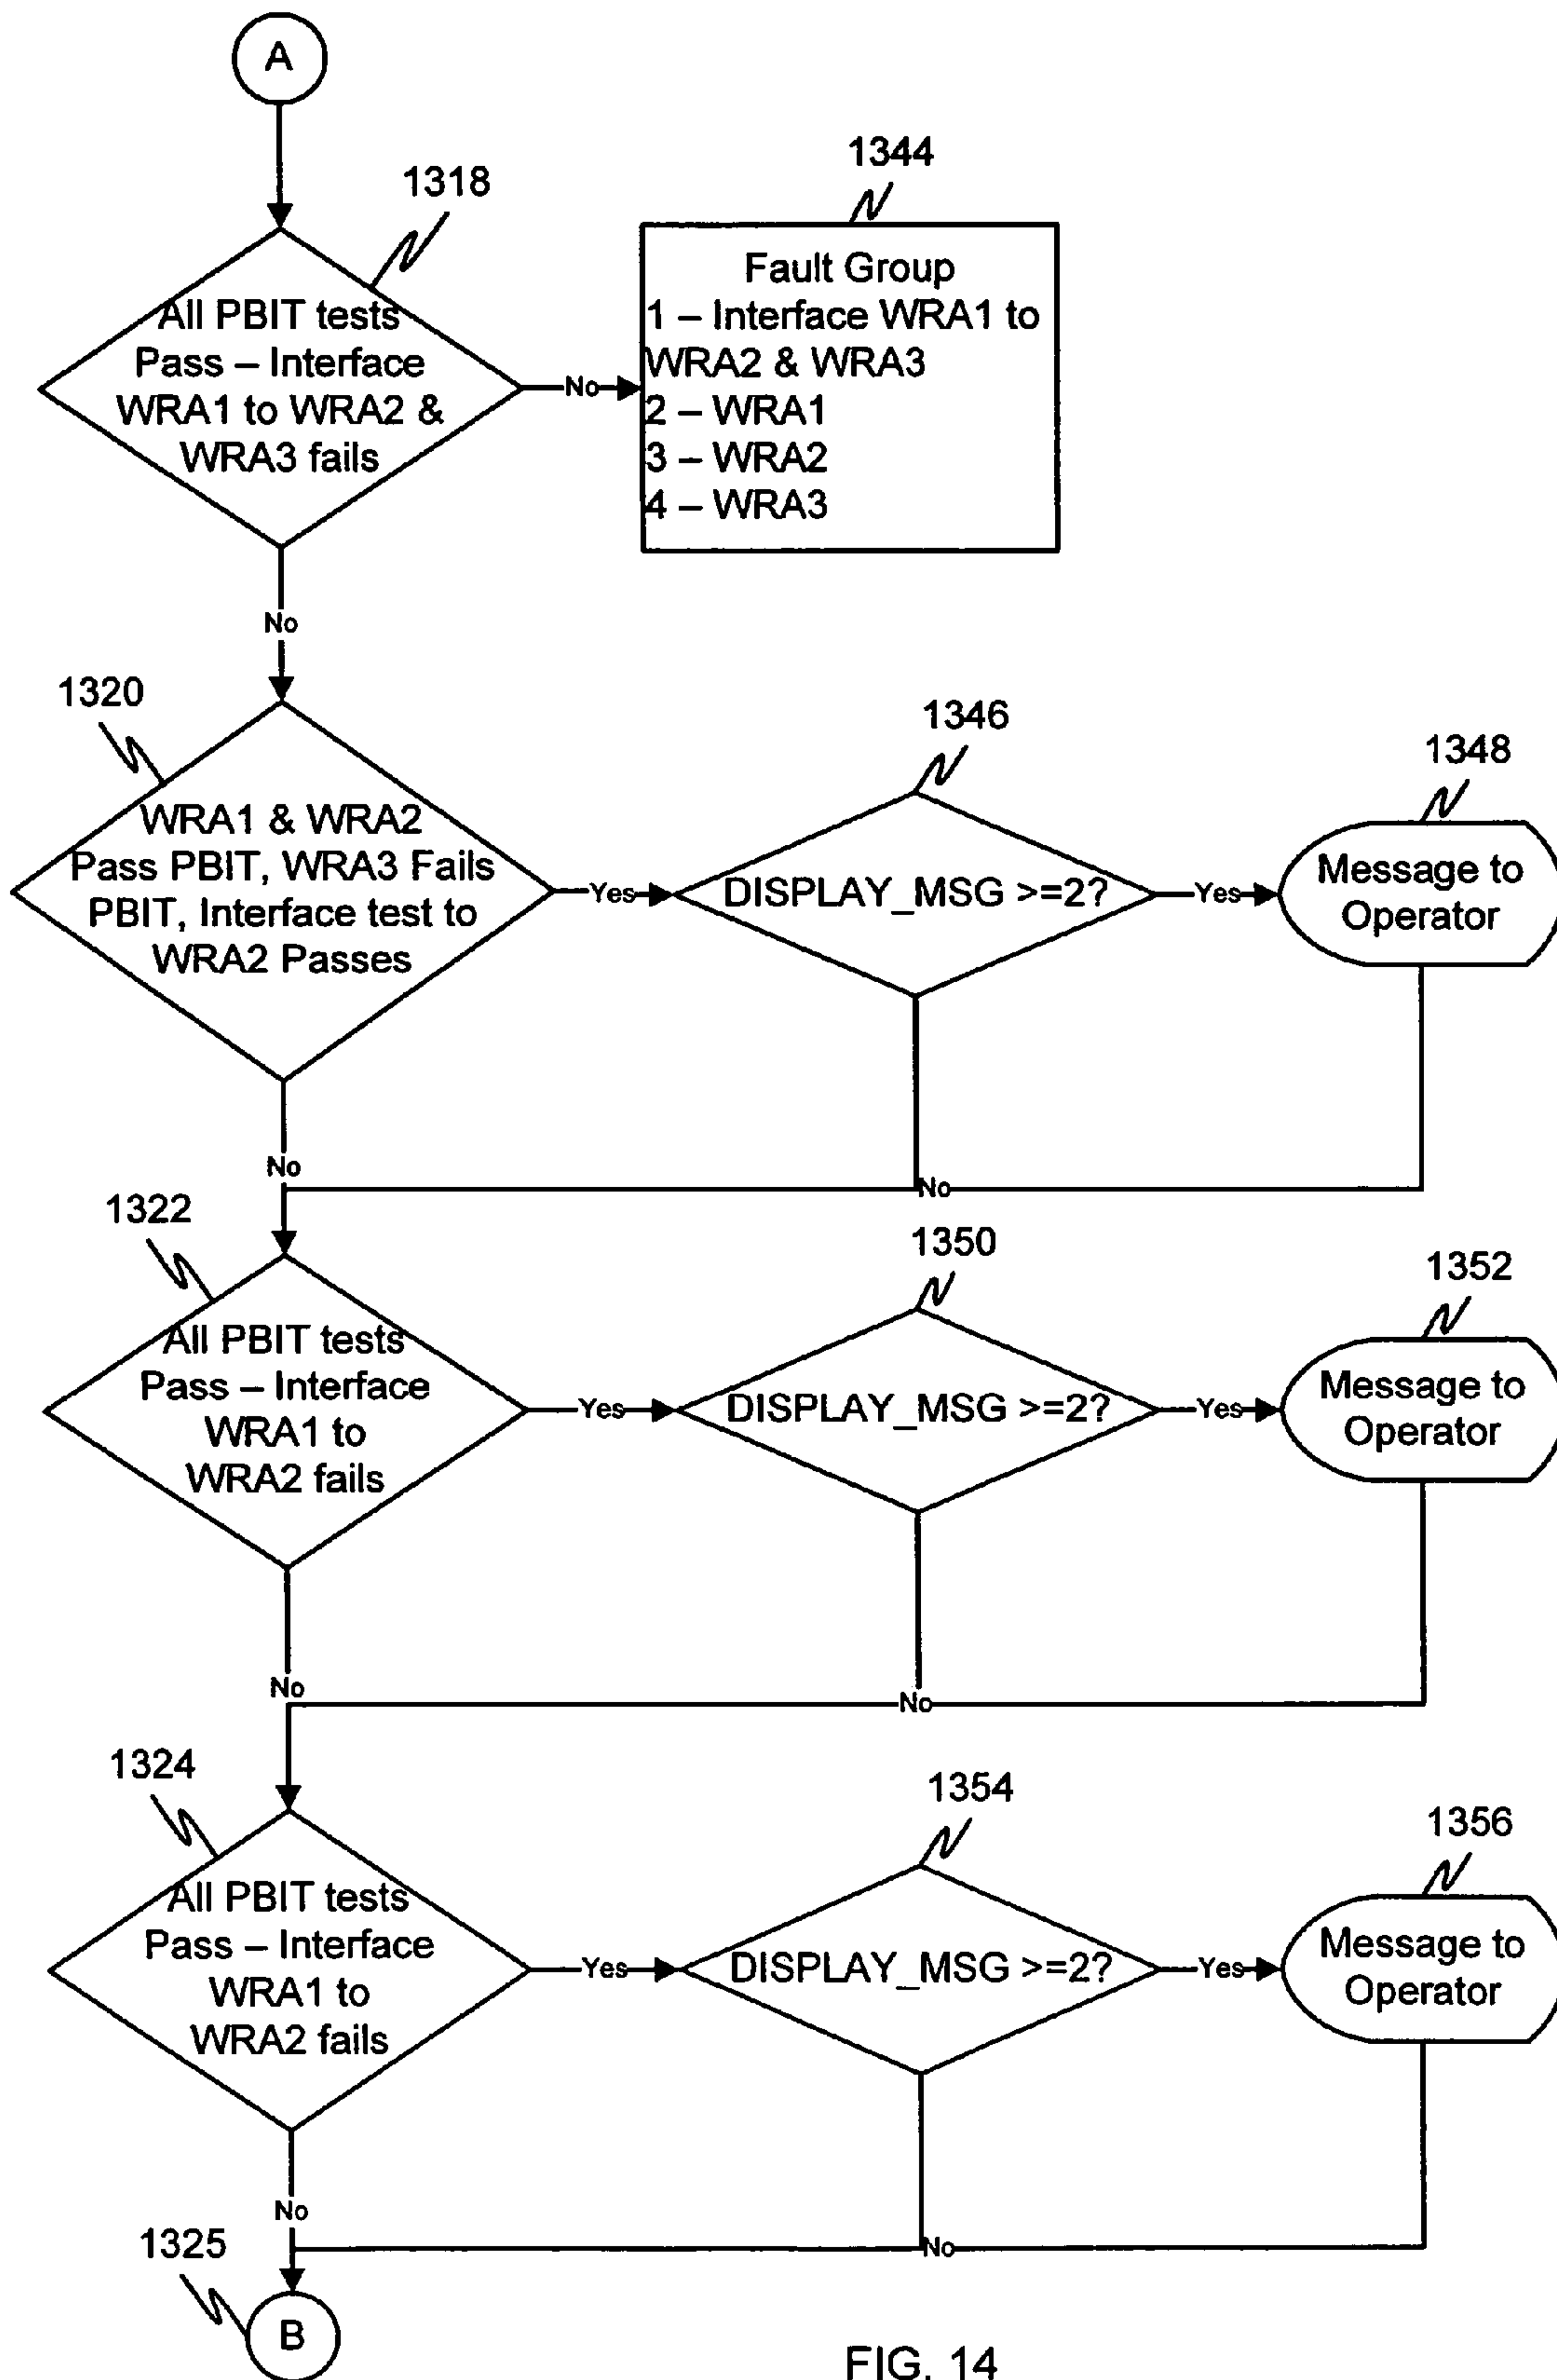 A
1318
All PBIT tests
Pass – Interface
WRA1 to WRA2 &
WRA3 fails
No
1344
Fault Group
1 – Interface WRA1 to
WRA2 & WRA3
2 – WRA1
3 – WRA2
4 – WRA3
No
1320
WRA1 & WRA2
Pass PBIT, WRA3 Fails
PBIT, Interface test to
WRA2 Passes
Yes
1346
DISPLAY_MSG >=2?
Yes
1348
Message to
Operator
No
No
1322
All PBIT tests
Pass – Interface
WRA1 to
WRA2 fails
Yes
1350
DISPLAY_MSG >=2?
Yes
1352
Message to
Operator
No
No
1324
All PBIT tests
Pass – Interface
WRA1 to
WRA2 fails
Yes
1354
DISPLAY_MSG >=2?
Yes
1356
Message to
Operator
No
No
1325
B
FIG. 14